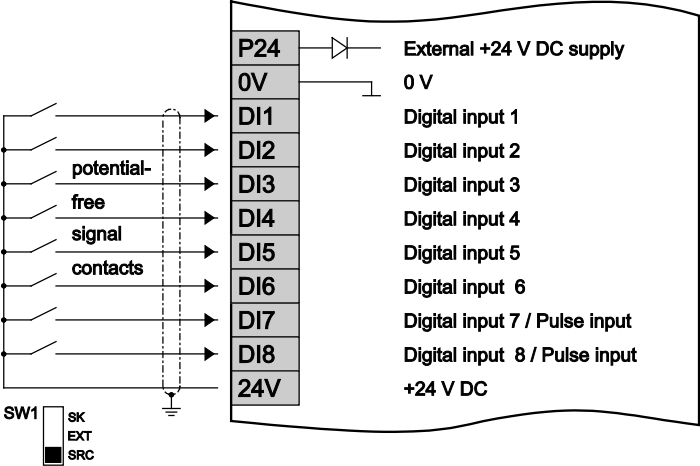 P24 External +24 V DC supply
0V 0 V
DI1 Digital input 1
DI2 Digital input 2
potential-
DI3 Digital input 3
free
DI4 Digital input 4
signal
DI5 Digital input 5
contacts
DI6 Digital input 6
DI7 Digital input 7 / Pulse input
DI8 Digital input 8 / Pulse input
24V +24 V DC
SW1 SK
EXT
SRC